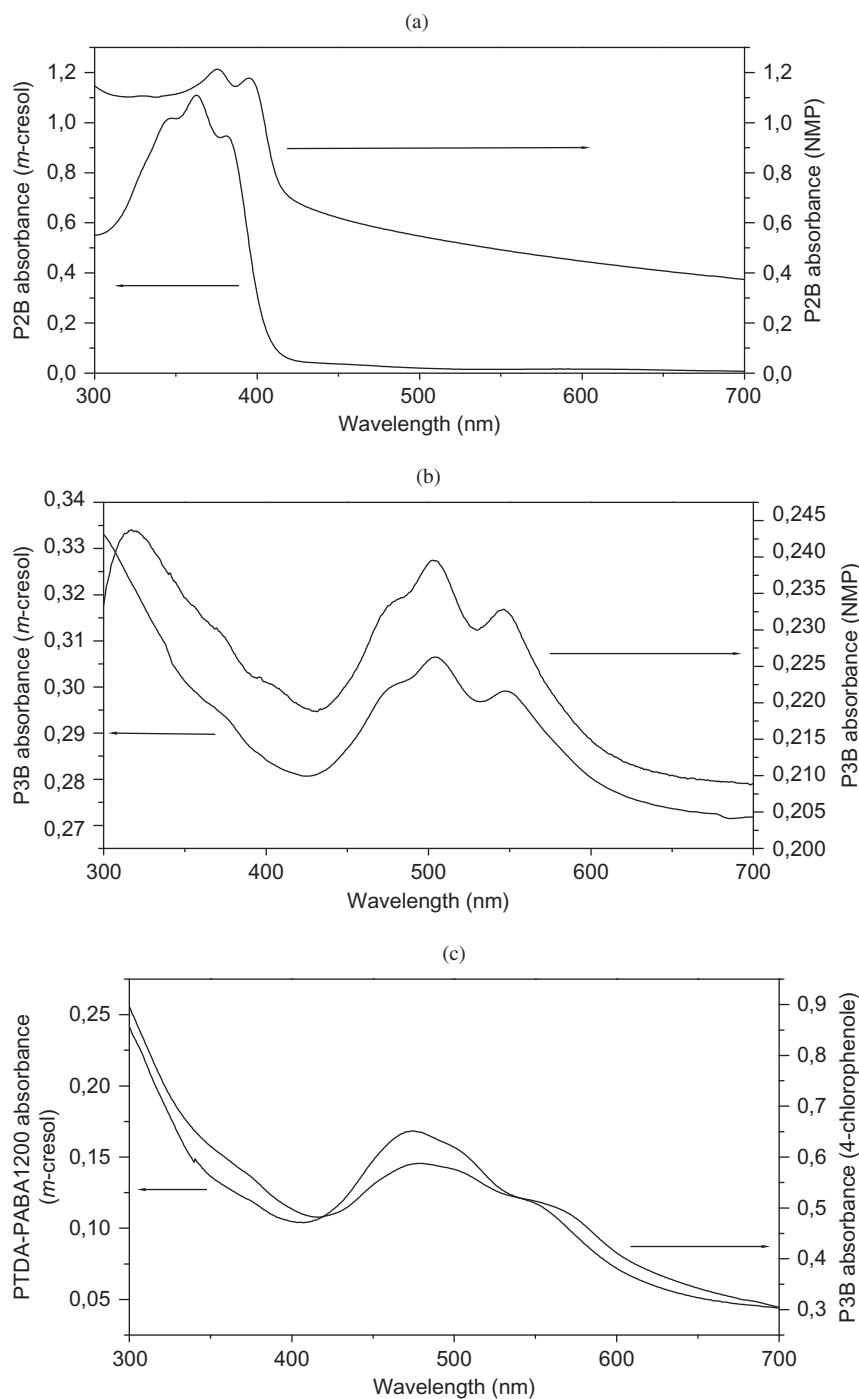 (a)
P2B absorbance (m-cresol)
1,2
1,0
0,8
0,6
0,4
0,2
0,0
1,2
1,0
0,8
0,6
0,4
0,2
0,0
P2B absorbance (NMP)
300 400 500 600 700
Wavelength (nm)
(b)
P3B absorbance (m-cresol)
0,34
0,33
0,32
0,31
0,30
0,29
0,28
0,27
0,245
0,240
0,235
0,230
0,225
0,220
0,215
0,210
0,205
0,200
P3B absorbance (NMP)
300 400 500 600 700
Wavelength (nm)
(c)
PTDA-PABA1200 absorbance
(m-cresol)
0,25
0,20
0,15
0,10
0,05
0,9
0,8
0,7
0,6
0,5
0,4
0,3
P3B absorbance (4-chlorophenole)
300 400 500 600 700
Wavelength (nm)